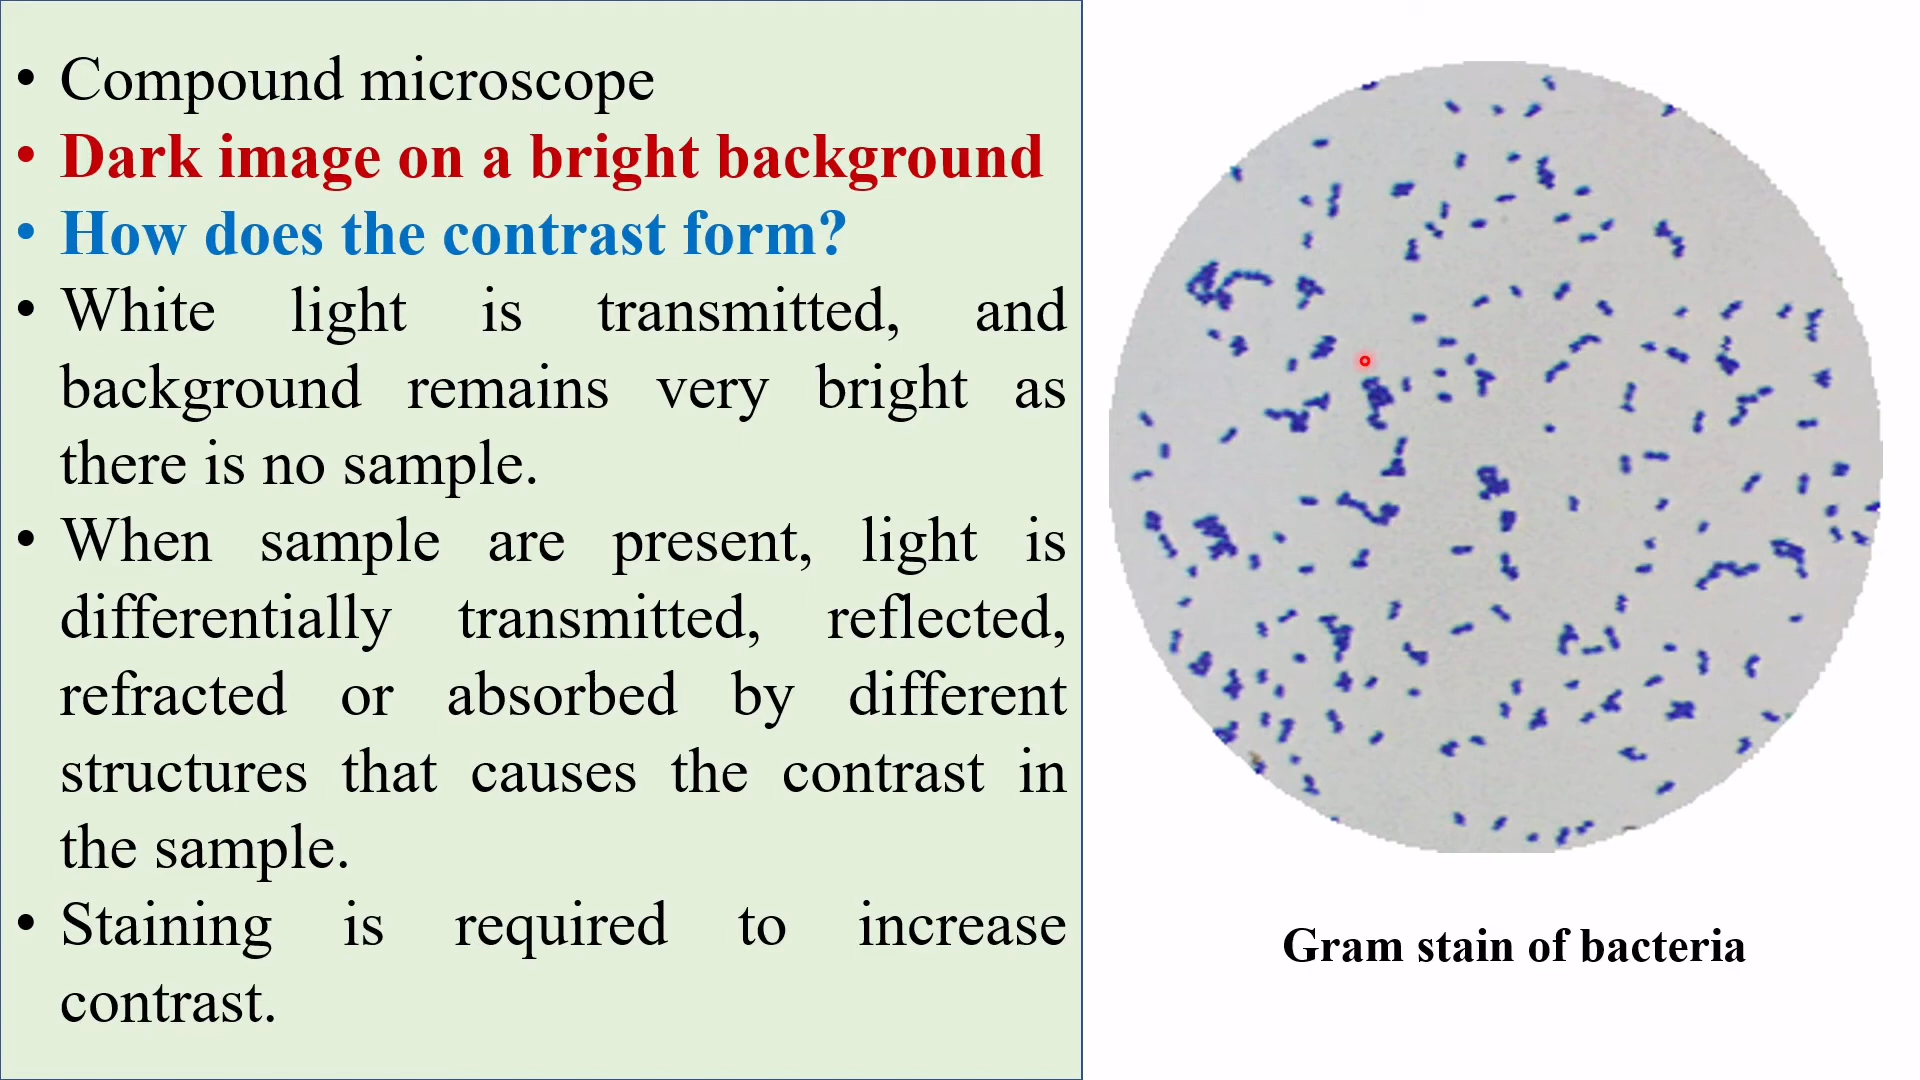 • Compound microscope
• Dark image on a bright background
• How does the contrast form?
• White light is transmitted, and
background remains very bright as
there is no sample.
• When sample are present, light is
differentially transmitted, reflected,
refracted or absorbed by different
structures that causes the contrast in
the sample.
• Staining is required to increase
contrast.
Gram stain of bacteria